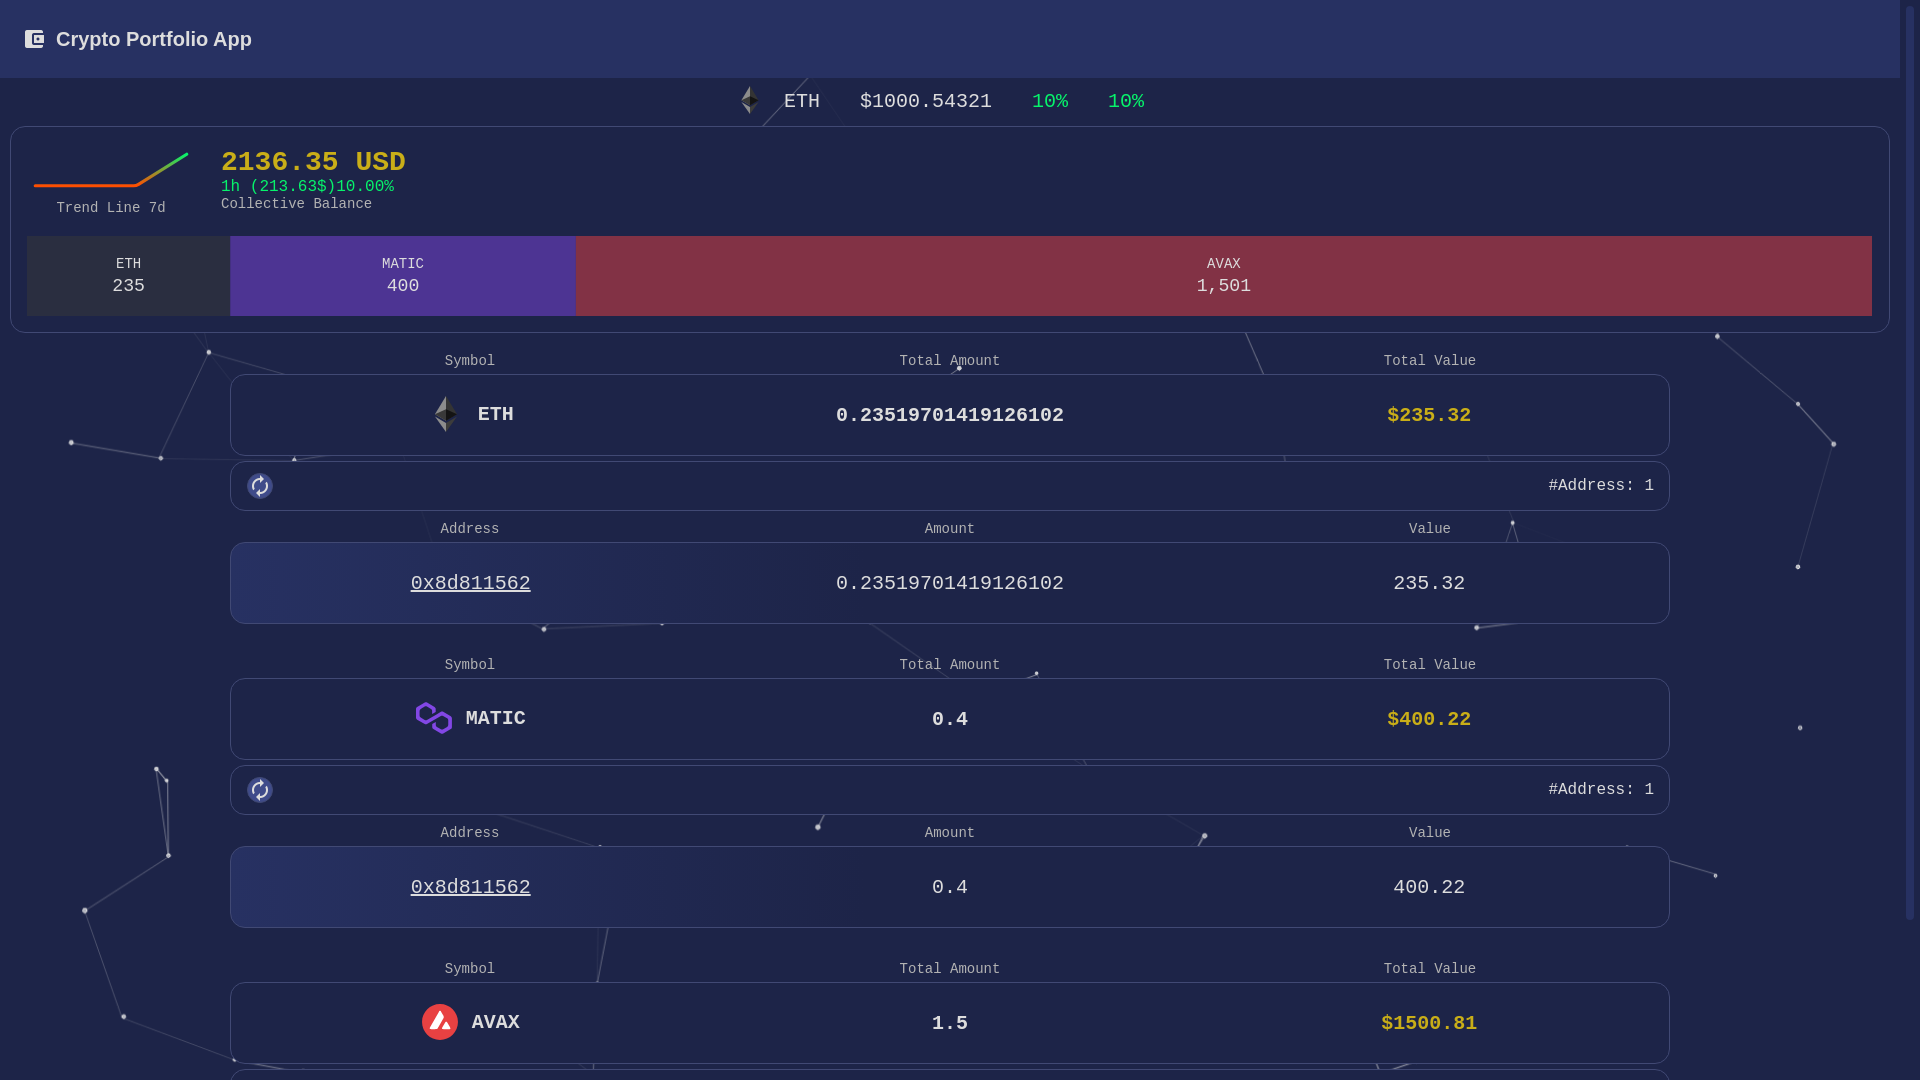 Crypto Portfolio App
ETH $1000.54321 10% 10%
2136.35 USD
1h (213.63$)10.00%
Collective Balance
Trend Line 7d
ETH MATIC AVAX
235 400 1,501
Symbol Total Amount Total Value
ETH 0.23519701419126102 $235.32
#Address: 1
Address Amount Value
0x8d811562 0.23519701419126102 235.32
Symbol Total Amount Total Value
MATIC 0.4 $400.22
#Address: 1
Address Amount Value
0x8d811562 0.4 400.22
Symbol Total Amount Total Value
AVAX 1.5 $1500.81